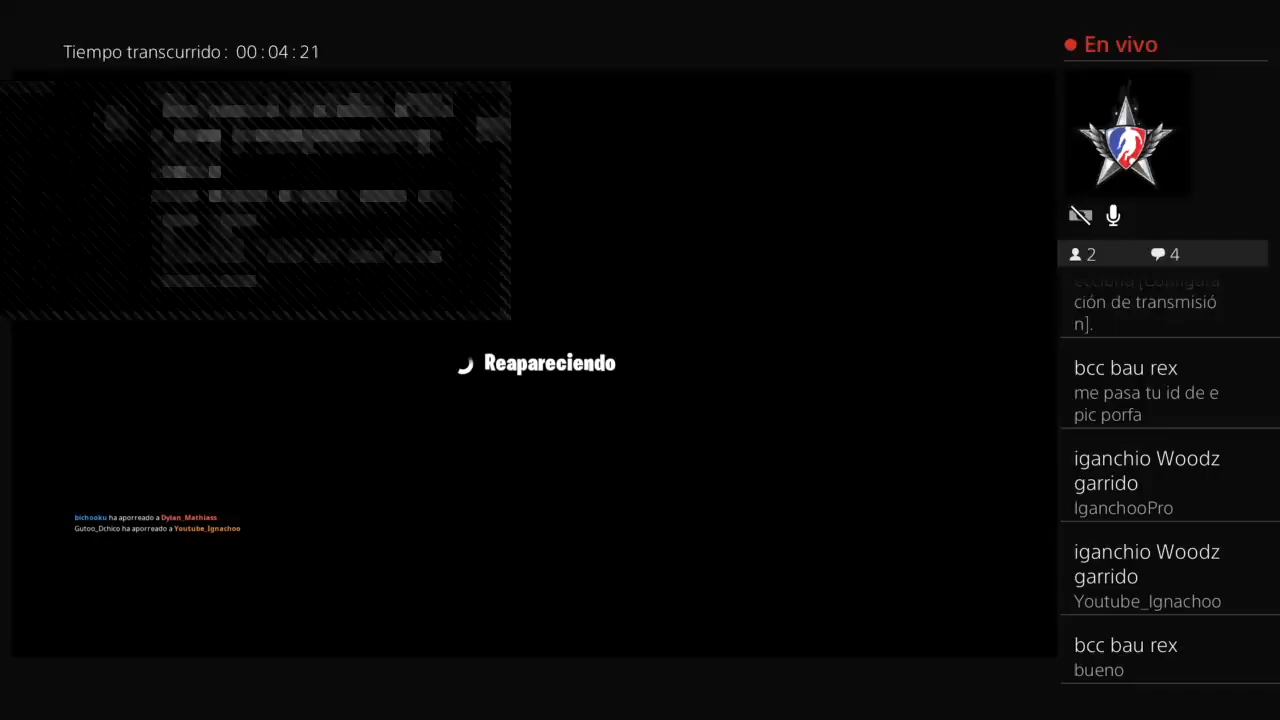 Tiempo transcurrido: 00:04:21
En vivo
2
4
ción de transmisió
n].
Reapareciendo
bcc bau rex
me pasa tu id de e
pic porfa
iganchio Woodz
garrido
IganchooPro
bichooku ha aporreado a Dylan_Mathiass
Gutoo_Dchico ha aporreado a Youtube_Ignachoo
iganchio Woodz
garrido
Youtube_Ignachoo
bcc bau rex
bueno